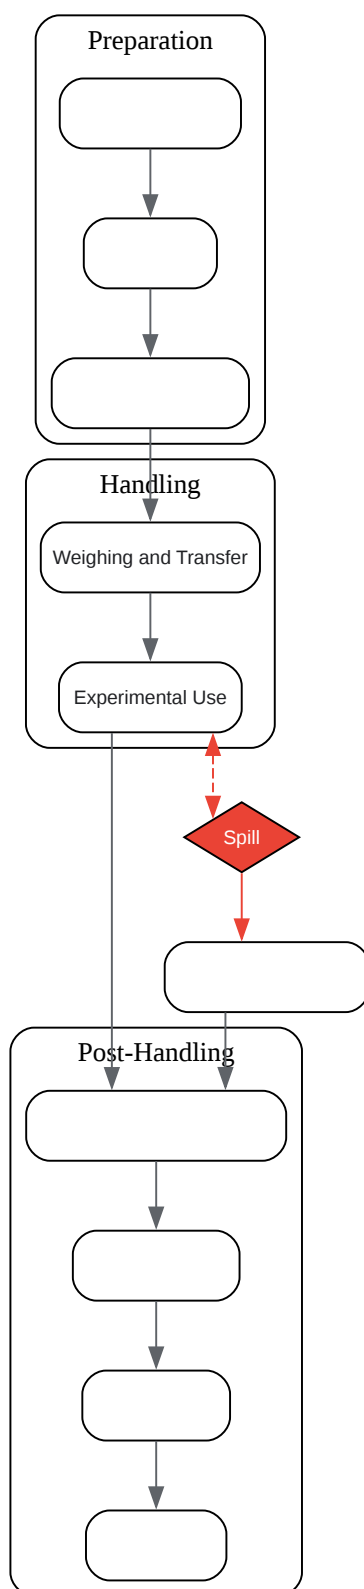 Preparation
Handling
Weighing and Transfer
Experimental Use
Spill
Post-Handling